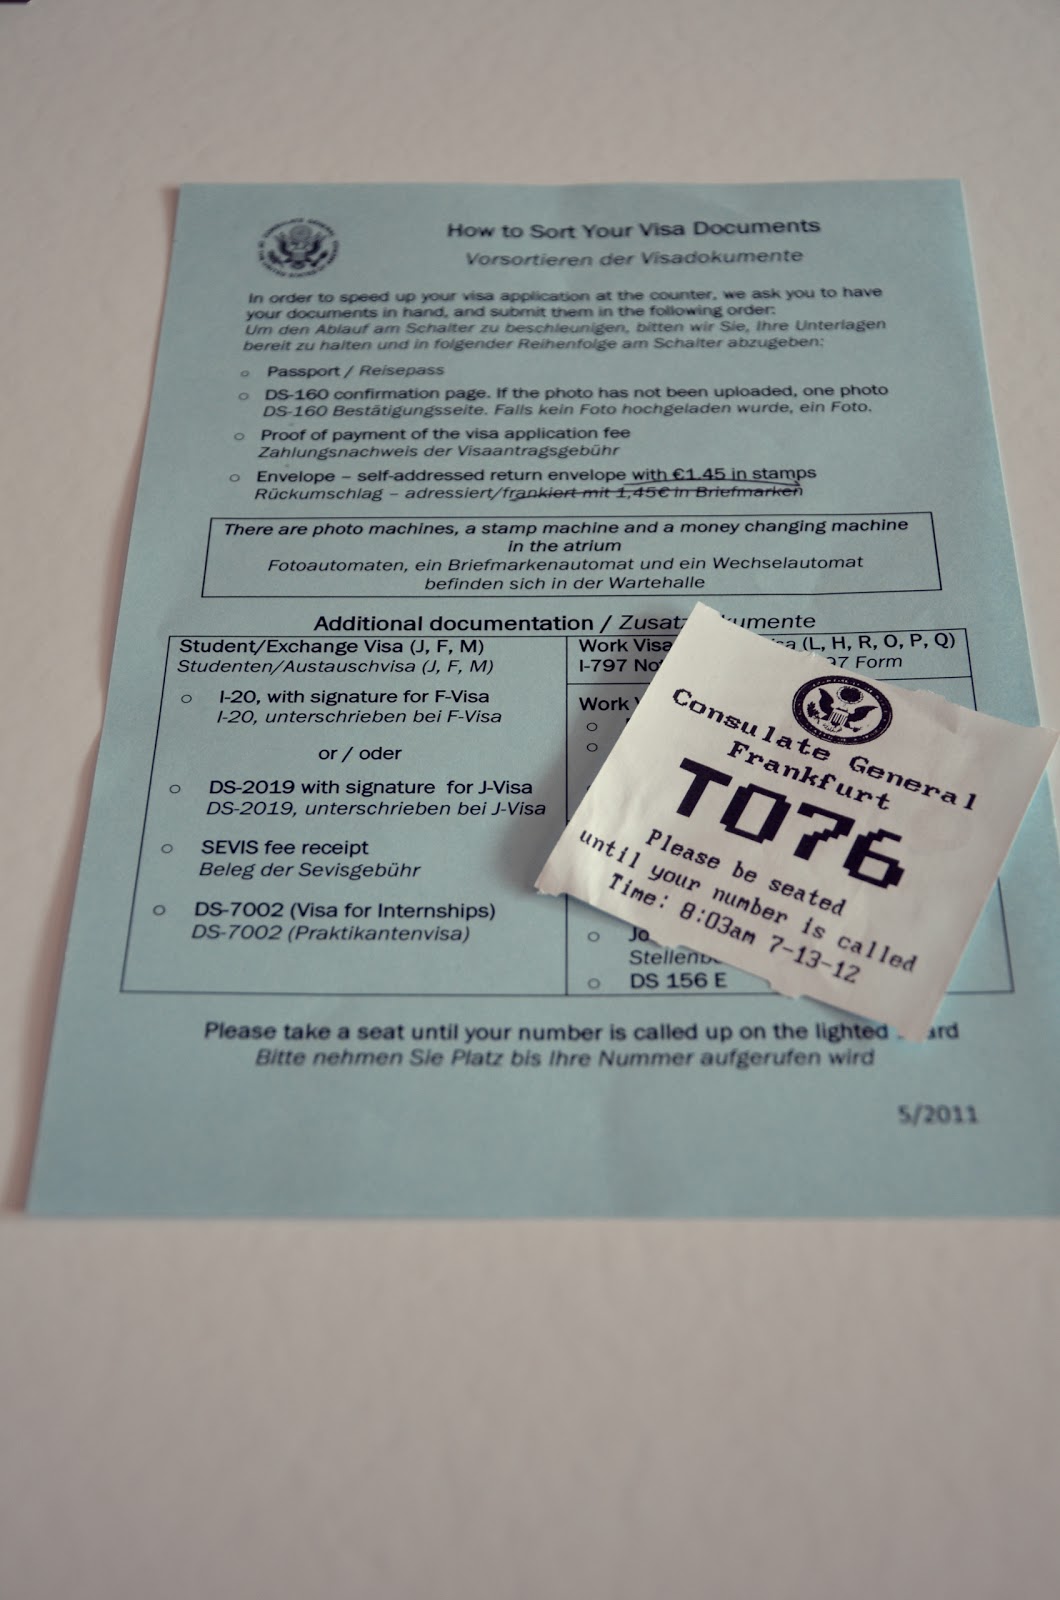 How to Sort Your Visa Documents
Vorsortieren der Visadokumente
In order to speed up your visa application at the counter, we ask you to have
your documents in hand, and submit them in the following order:
Um den Ablauf am Schalter zu beschleunigen, bitten wir Sie, Ihre Unterlagen
bereit zu halten und in folgender Reihenfolge am Schalter abzugeben:
Passport / Reisepass
DS-160 confirmation page. If the photo has not been uploaded, one photo
DS-160 Bestätigungsseite. Falls kein Foto hochgeladen wurde, ein Foto.
Proof of payment of the visa application fee
Zahlungsnachweis der Visaantragsgebühr
Envelope – self-addressed return envelope with €1.45 in stamps
Rückumschlag – adressiert/frankiert mit 1,45€ in Briefmarken
There are photo machines, a stamp machine and a money changing machine
in the atrium
Fotoautomaten, ein Briefmarkenautomat und ein Wechselautomat
befinden sich in der Wartehalle
Additional documentation /
Student/Exchange Visa (J, F, M)
Studenten/Austauschvisa (J, F, M)
I-20, with signature for F-Visa
I-20, unterschrieben bei F-Visa
or / oder
DS-2019 with signature for J-Visa
DS-2019, unterschrieben bei J-Visa
SEVIS fee receipt
Beleg der Sevisgebühr
DS-7002 (Visa for Internships)
DS-7002 (Praktikantenvisa)
Work Visa (L, H, R, O, P, Q)
I-797 Form
Work
DS 156 E
Consulate General
Frankfurt
T076
Please be seated
until your number is called
Time: 8:03am 7-13-12
Please take a seat until your number is called up on the lighted
Bitte nehmen Sie Platz bis Ihre Nummer aufgerufen wird
5/2011